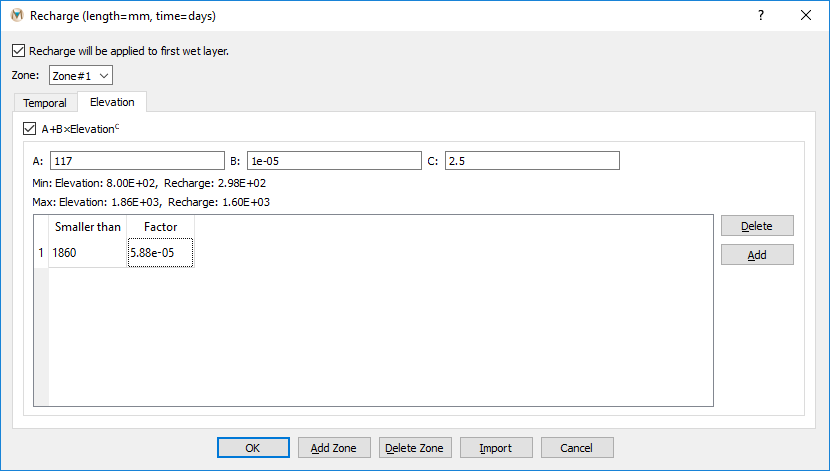 Recharge (length=mm, time=days)
?
Recharge will be applied to first wet layer.
Zone: Zone#1
Temporal Elevation
A+B×Elevationᶜ
A: 117 B: 1e-05 C: 2.5
Min: Elevation: 8.00E+02, Recharge: 2.98E+02
Max: Elevation: 1.86E+03, Recharge: 1.60E+03
Smaller than Factor Delete
1 1860 5.88e-05 Add
OK Add Zone Delete Zone Import Cancel